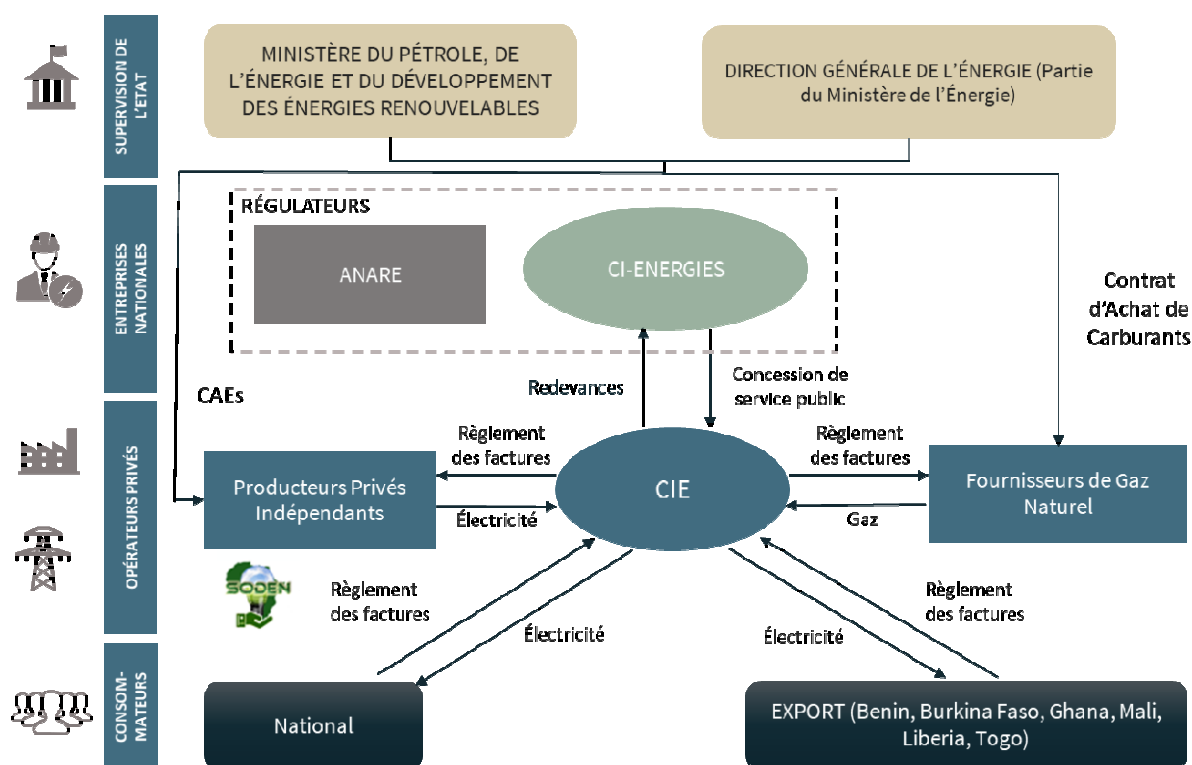 SUPERVISION DE
L'ETAT
MINISTÈRE DU PÉTROLE, DE
L'ÉNERGIE ET DU DÉVELOPPEMENT
DES ÉNERGIES RENOUVELABLES
DIRECTION GÉNÉRALE DE L'ÉNERGIE (Partie
du Ministère de l'Énergie)
ENTREPRISES
NATIONALES
RÉGULATEURS
ANARE
CI-ENERGIES
Contrat
d'Achat de
Carburants
CAEs
Redevances
Concession de
service public
OPÉRATEURS PRIVÉS
Producteurs Privés
Indépendants
Règlement
des factures
Électricité
CIE
Règlement
des factures
Gaz
Fournisseurs de Gaz
Naturel
SODEN
Règlement
des factures
Électricité
Électricité
Règlement
des factures
CONSOM-
MATEURS
National
EXPORT (Benin, Burkina Faso, Ghana, Mali,
Liberia, Togo)